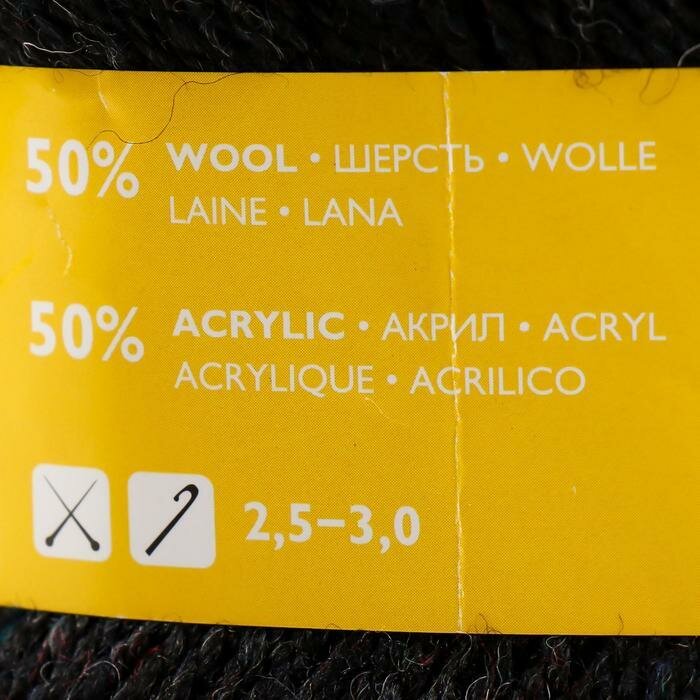 50% WOOL • ШЕРСТЬ • WOLLE
LAINE • LANA
50% ACRYLIC • АКРИЛ • ACRYL
ACRYLIQUE • ACRILICO
2,5–3,0